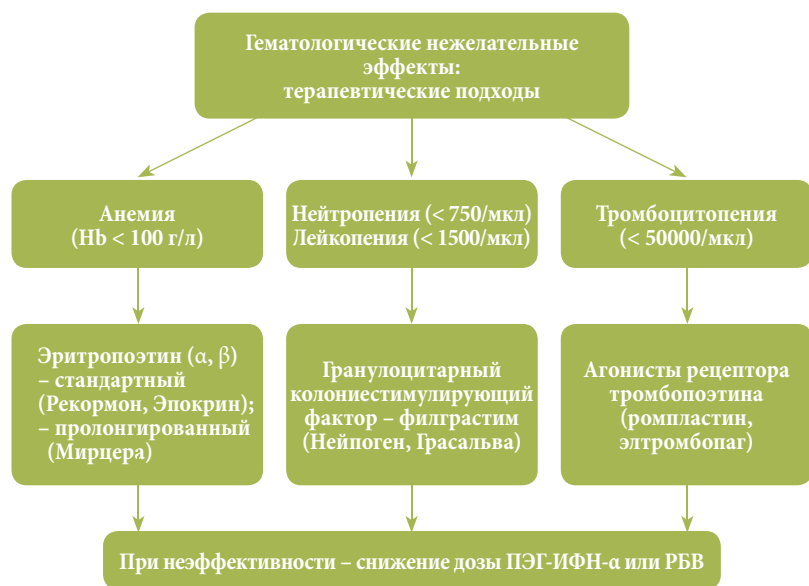 Гематологические нежелательные
эффекты:
терапевтические подходы
Анемия
(Hb < 100 г/л)
Нейтропения (< 750/мкл)
Лейкопения (< 1500/мкл)
Тромбоцитопения
(< 50000/мкл)
Эритропоэтин (α, β)
– стандартный
(Рекормон, Эпокрин);
– пролонгированный
(Мирцера)
Гранулоцитарный
колониестимулирующий
фактор – филграстим
(Нейпоген, Грасальва)
Агонисты рецептора
тромбопоэтина
(ромпластин,
элтромбопаг)
При неэффективности – снижение дозы ПЭГ-ИФН-α или РБВ